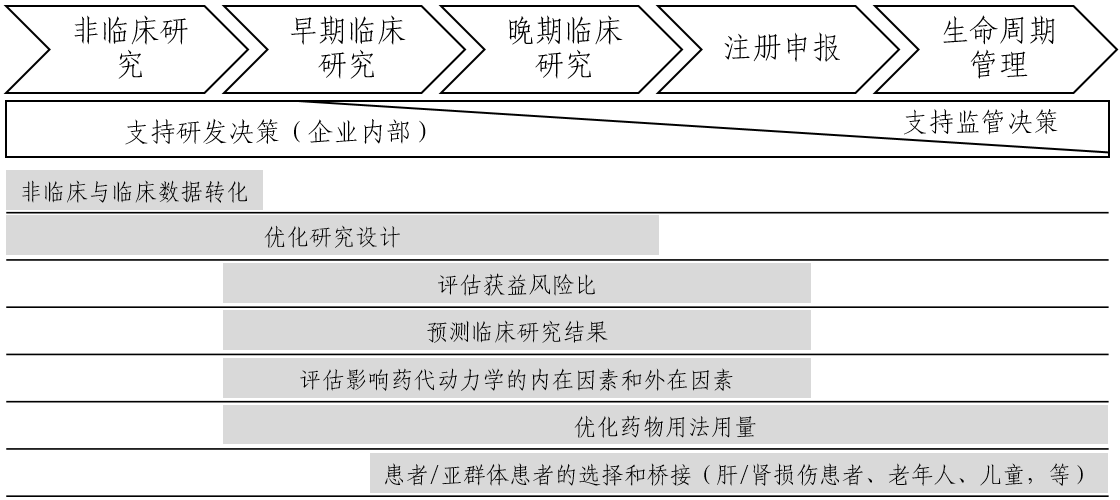 非临床研
究
早期临床
研究
晚期临床
研究
注册申报
生命周期
管理
支持研发决策（企业内部）
支持监管决策
非临床与临床数据转化
优化研究设计
评估获益风险比
预测临床研究结果
评估影响药代动力学的内在因素和外在因素
优化药物用法用量
患者/亚群体患者的选择和桥接（肝/肾损伤患者、老年人、儿童，等）